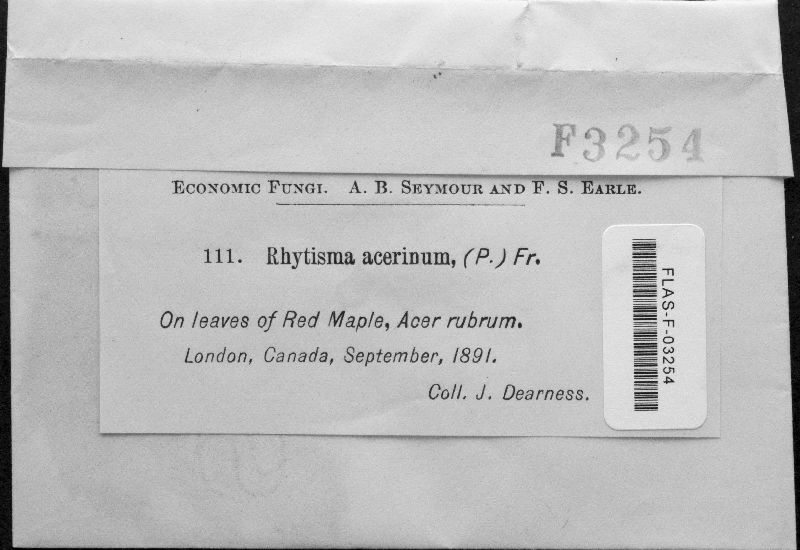 F3254
Economic Fungi. A. B. Seymour and F. S. Earle.
111. Rhytisma acerinum, (P.) Fr.
On leaves of Red Maple, Acer rubrum.
London, Canada, September, 1891.
Coll. J. Dearness.
FLAS-F-03254